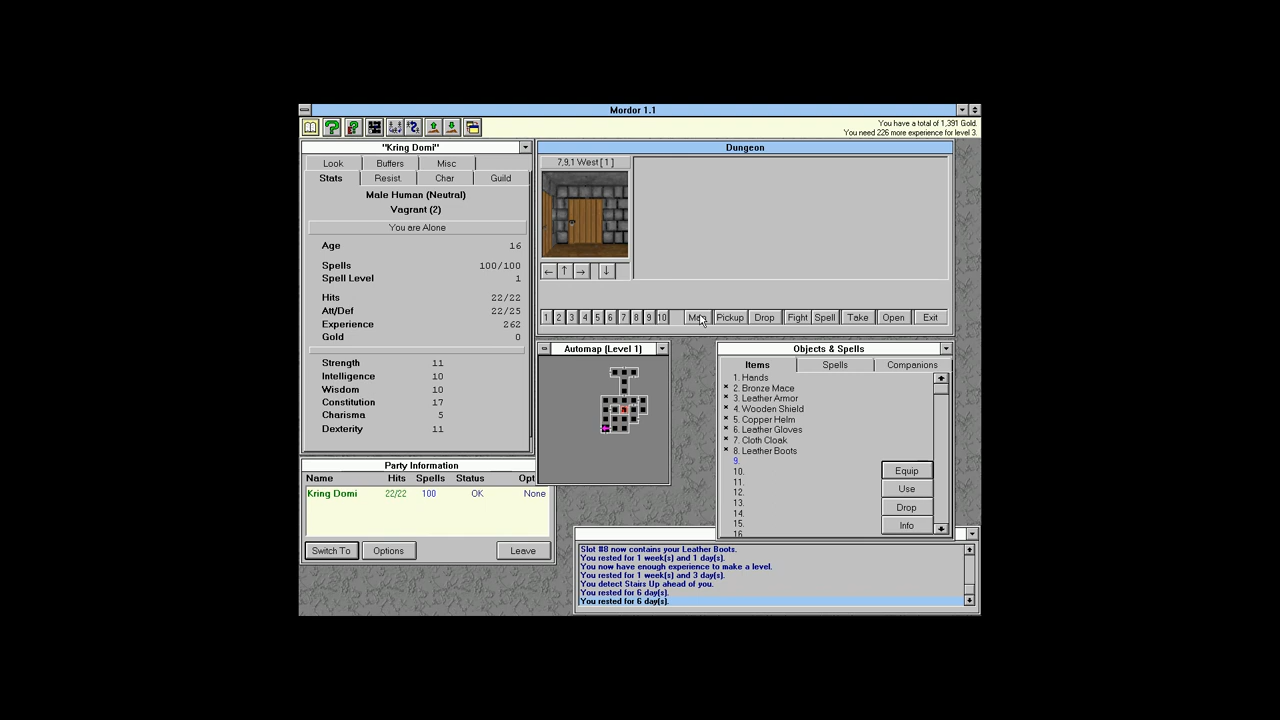 Mordor 1.1
You have a total of 1,391 Gold.
You need 226 more experience for level 3.
"Kring Domi"
Look Buffers Misc
Stats Resist. Char Guild
Male Human (Neutral)
Vagrant (2)
You are Alone
Age 16
Spells 100/100
Spell Level 1
Hits 22/22
Att/Def 22/25
Experience 262
Gold 0
Strength 11
Intelligence 10
Wisdom 10
Constitution 17
Charisma 5
Dexterity 11
Party Information
Name Hits Spells Status Opt
Kring Domi 22/22 100 OK None
Switch To Options Leave
Dungeon
7,9,1 West [1]
1 2 3 4 5 6 7 8 9 10 Pickup Drop Fight Spell Take Open Exit
Automap (Level 1)
Objects & Spells
Items Spells Companions
1. Hands
2. Bronze Mace
3. Leather Armor
4. Wooden Shield
5. Copper Helm
6. Leather Gloves
7. Cloth Cloak
8. Leather Boots
9.
10.
11.
12.
13.
14.
15.
16
Equip
Use
Drop
Info
Slot #8 now contains your Leather Boots.
You rested for 1 week(s) and 1 day(s).
You now have enough experience to make a level.
You rested for 1 week(s) and 3 day(s).
You detect Stairs Up ahead of you.
You rested for 6 day(s).
You rested for 6 day(s).